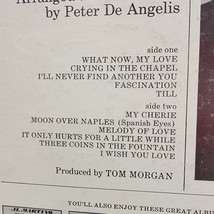 Arranged
by Peter De Angelis
side one
WHAT NOW, MY LOVE
CRYING IN THE CHAPEL
I'LL NEVER FIND ANOTHER YOU
FASCINATION
TILL
side two
MY CHERIE
MOON OVER NAPLES (Spanish Eyes)
MELODY OF LOVE
IT ONLY HURTS FOR A LITTLE WHILE
THREE COINS IN THE FOUNTAIN
I WISH YOU LOVE
Produced by TOM MORGAN
YOU'LL ALSO ENJOY THESE GREAT ALBU
AL MARTINO